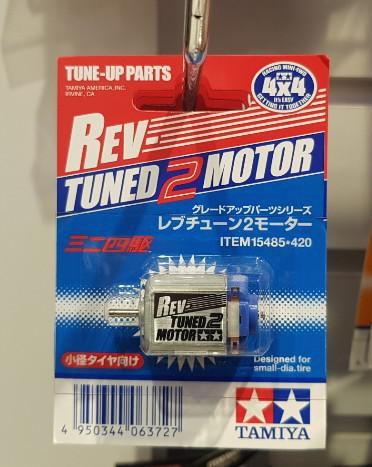 TUNE-UP PARTS
TAMIYA AMERICA, INC.
IRVINE, CA
RACING MINI 4WD
4x4
It's EASY
GETTING IT TOGETHER
REV-
TUNED 2 MOTOR
グレードアップパーツシリーズ
レブチューン2モーター
ITEM15485★420
ミニ四駆
REV-
TUNED 2
MOTOR★★
小径タイヤ向け
Designed for
small-dia.tire
4 950344 063727
TAMIYA